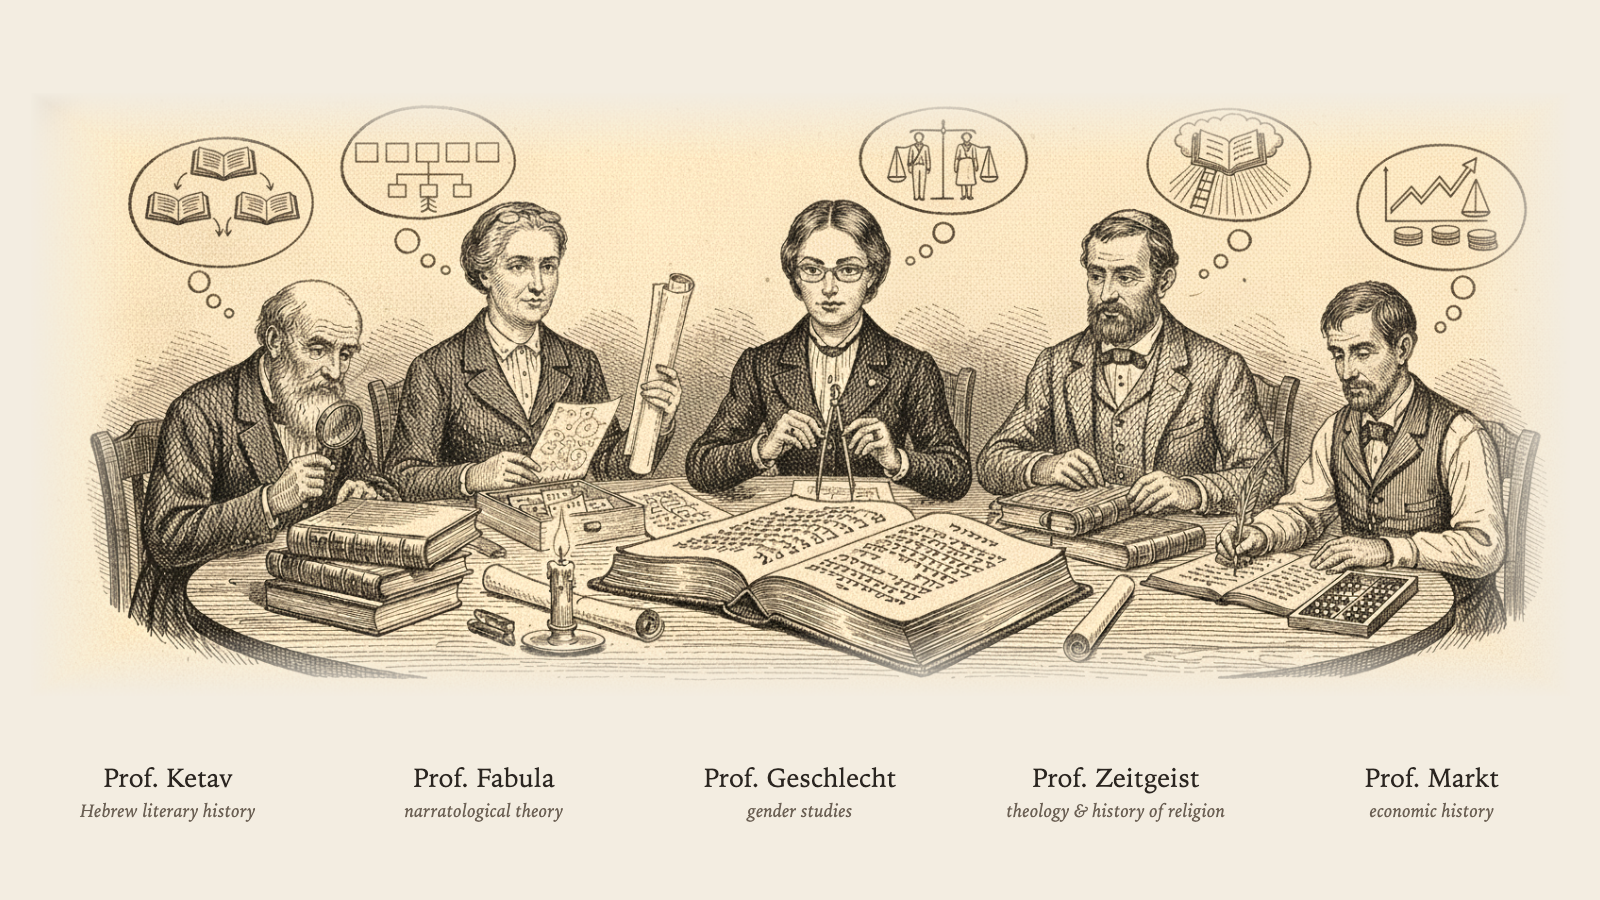 Prof. Ketav
Hebrew literary history
Prof. Fabula
narratological theory
Prof. Geschlecht
gender studies
Prof. Zeitgeist
theology & history of religion
Prof. Markt
economic history